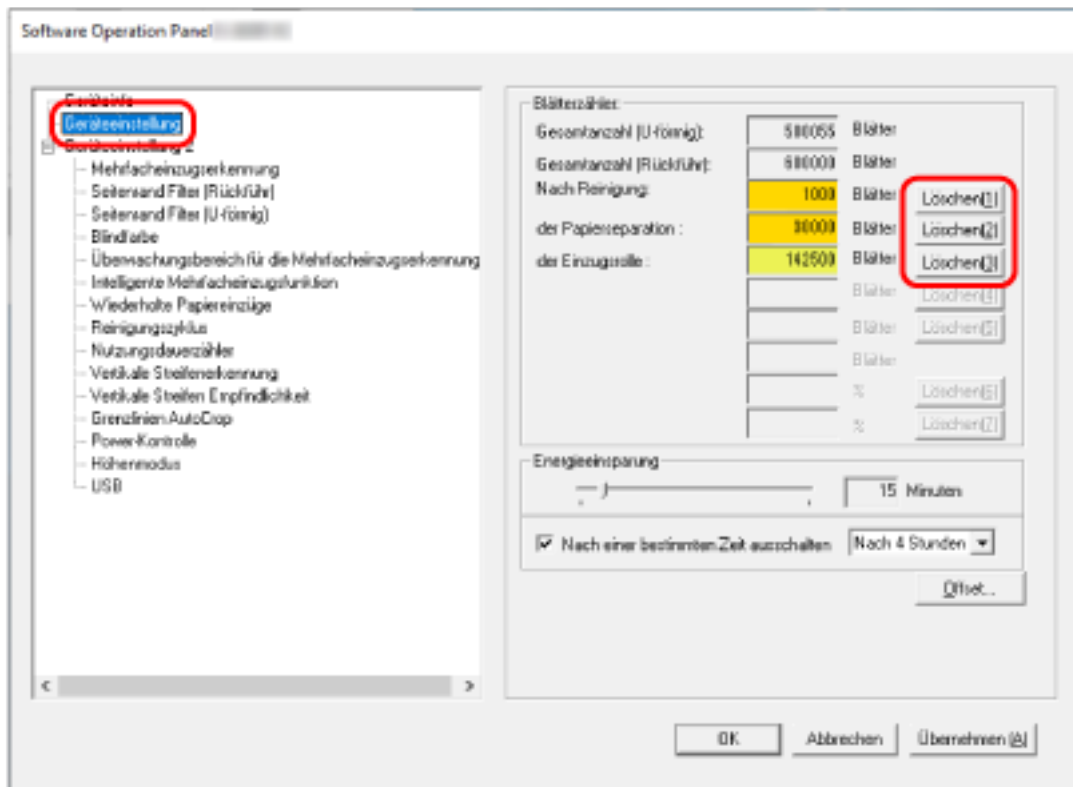 Software Operation Panel
Geräteinfo
Geräteeinstellung
Geräteeinstellung 2
Mehrfacheinzugserkennung
Seitenrand Filter (Rückführ)
Seitenrand Filter (U-förmig)
Blindfarbe
Überwachungsbereich für die Mehrfacheinzugserkennung
Intelligente Mehrfacheinzugsfunktion
Wiederholte Papiereinzüge
Reinigungszyklus
Nutzungsdauerzähler
Vertikale Streifenerkennung
Vertikale Streifen Empfindlichkeit
Grenzlinien AutoCrop
Power-Kontrolle
Höhenmodus
USB
Blätterzähler:
Gesamtanzahl (U-förmig): 500055 Blätter
Gesamtanzahl (Rückführ): 600000 Blätter
Nach Reinigung: 1000 Blätter Löschen(1)
der Papierseparation : Blätter Löschen(2)
der Einzugsrolle : 142500 Blätter Löschen(3)
Blätter Löschen(4)
Blätter Löschen(5)
Blätter
% Löschen(6)
% Löschen(7)
Energieeinsparung
15 Minuten
Nach einer bestimmten Zeit ausschalten Nach 4 Stunden
Offset...
OK Abbrechen Übernehmen (A)